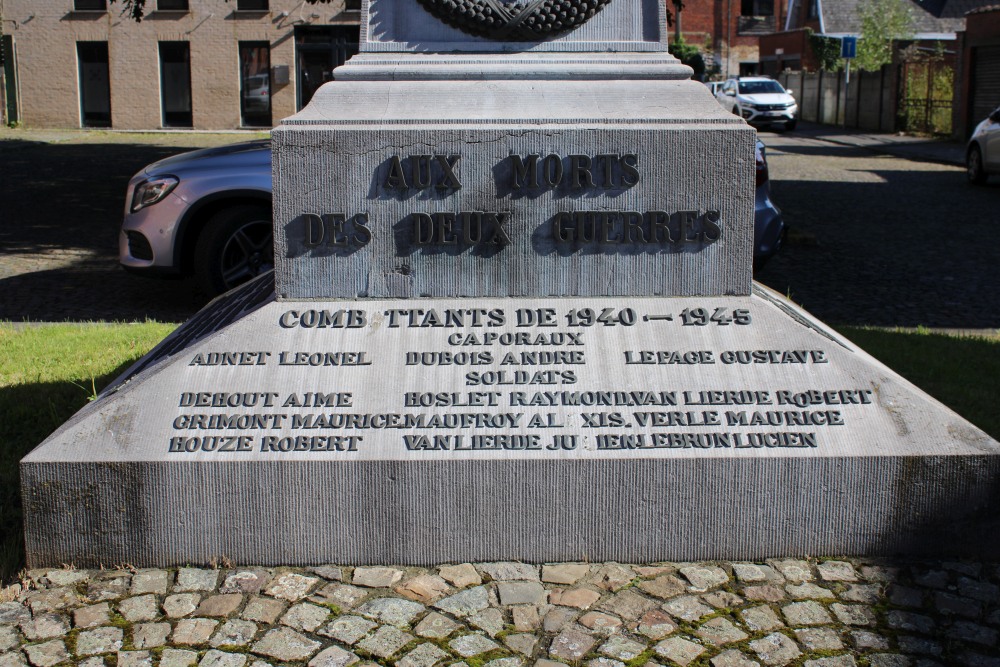 AUX MORTS
DES DEUX GUERRES
COMB TTANTS DE 1940 — 1945
CAPORAUX
ADNET LEONEL DUBOIS ANDRE LEPAGE GUSTAVE
SOLDATS
DEHOUT AIME HOSLET RAYMOND. VAN LIERDE ROBERT
GRIMONT MAURICE. MAUFROY AL XIS. VERLE MAURICE
HOUZE ROBERT VAN LIERDE JU IEN. LEBRUN LUCIEN